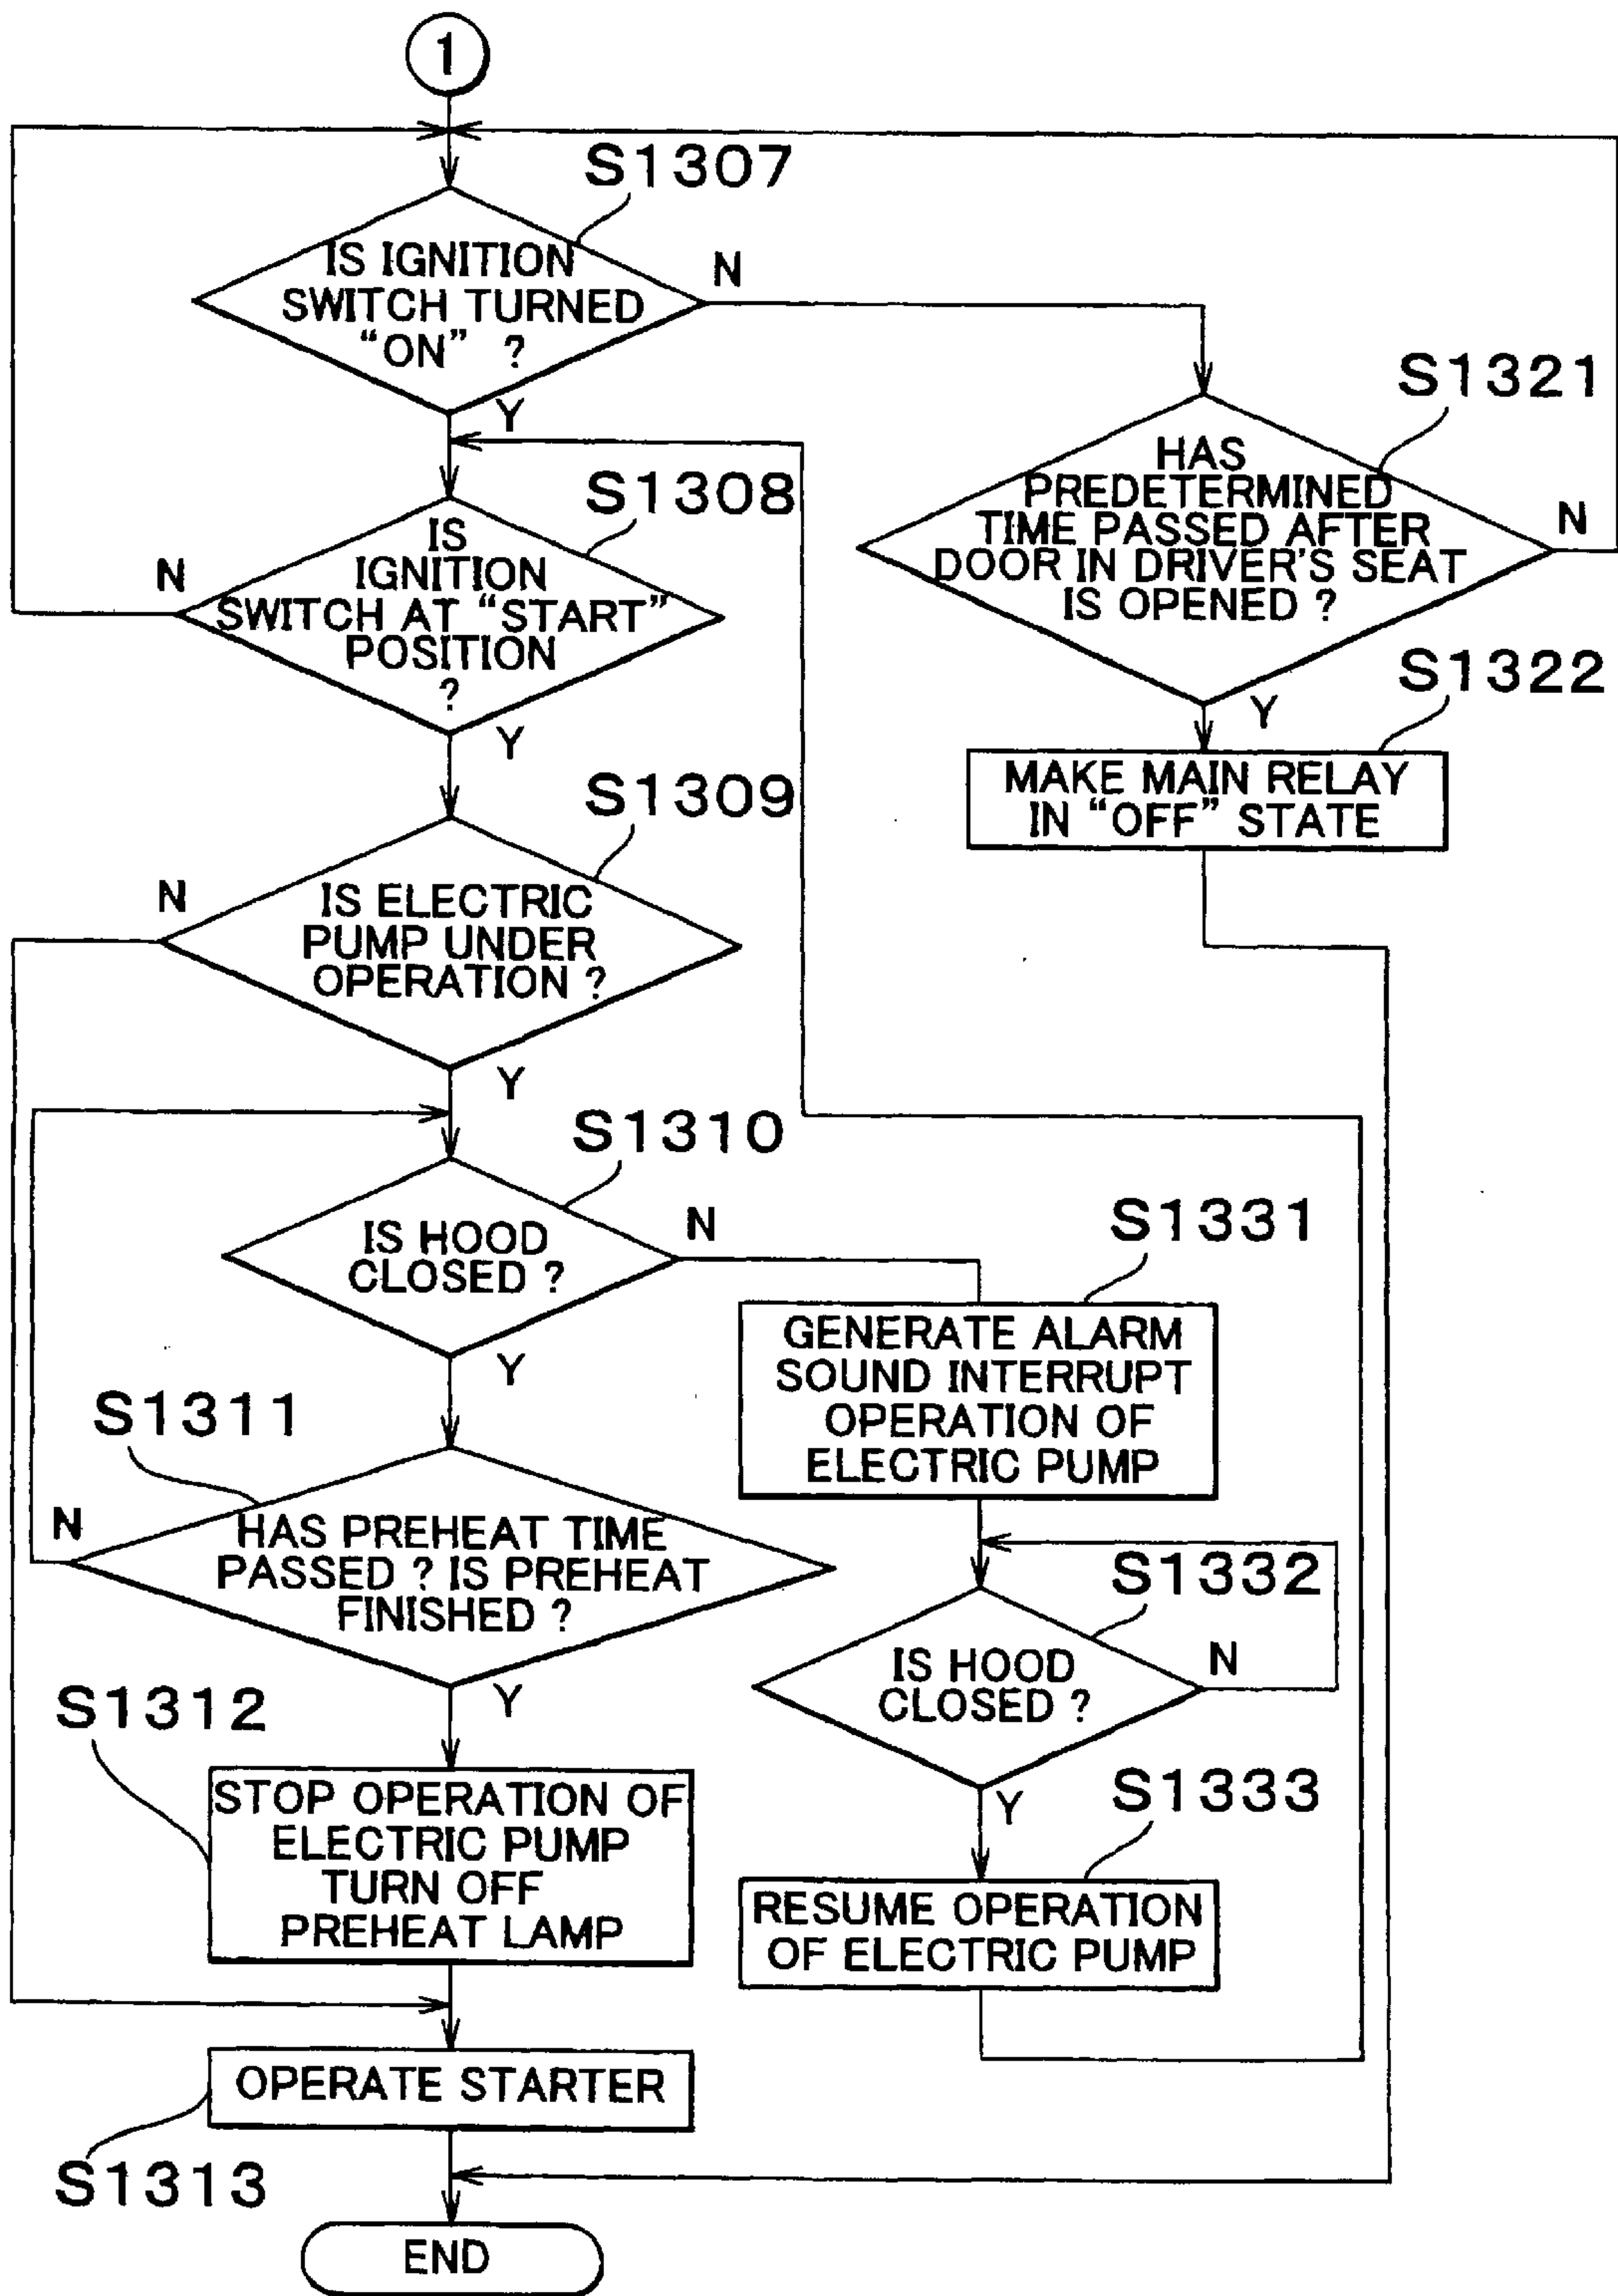 1
S1307
IS IGNITION
SWITCH TURNED
“ON” ?
N
Y
S1321
HAS
PREDETERMINED
TIME PASSED AFTER
DOOR IN DRIVER'S SEAT
IS OPENED ?
N
Y
S1308
IS
IGNITION
SWITCH AT “START”
POSITION
?
N
Y
S1322
MAKE MAIN RELAY
IN “OFF” STATE
S1309
IS ELECTRIC
PUMP UNDER
OPERATION ?
N
Y
S1310
IS HOOD
CLOSED ?
N
Y
S1331
GENERATE ALARM
SOUND INTERRUPT
OPERATION OF
ELECTRIC PUMP
S1311
HAS PREHEAT TIME
PASSED ? IS PREHEAT
FINISHED ?
N
Y
S1332
IS HOOD
CLOSED ?
N
Y
S1312
STOP OPERATION OF
ELECTRIC PUMP
TURN OFF
PREHEAT LAMP
S1333
RESUME OPERATION
OF ELECTRIC PUMP
OPERATE STARTER
S1313
END